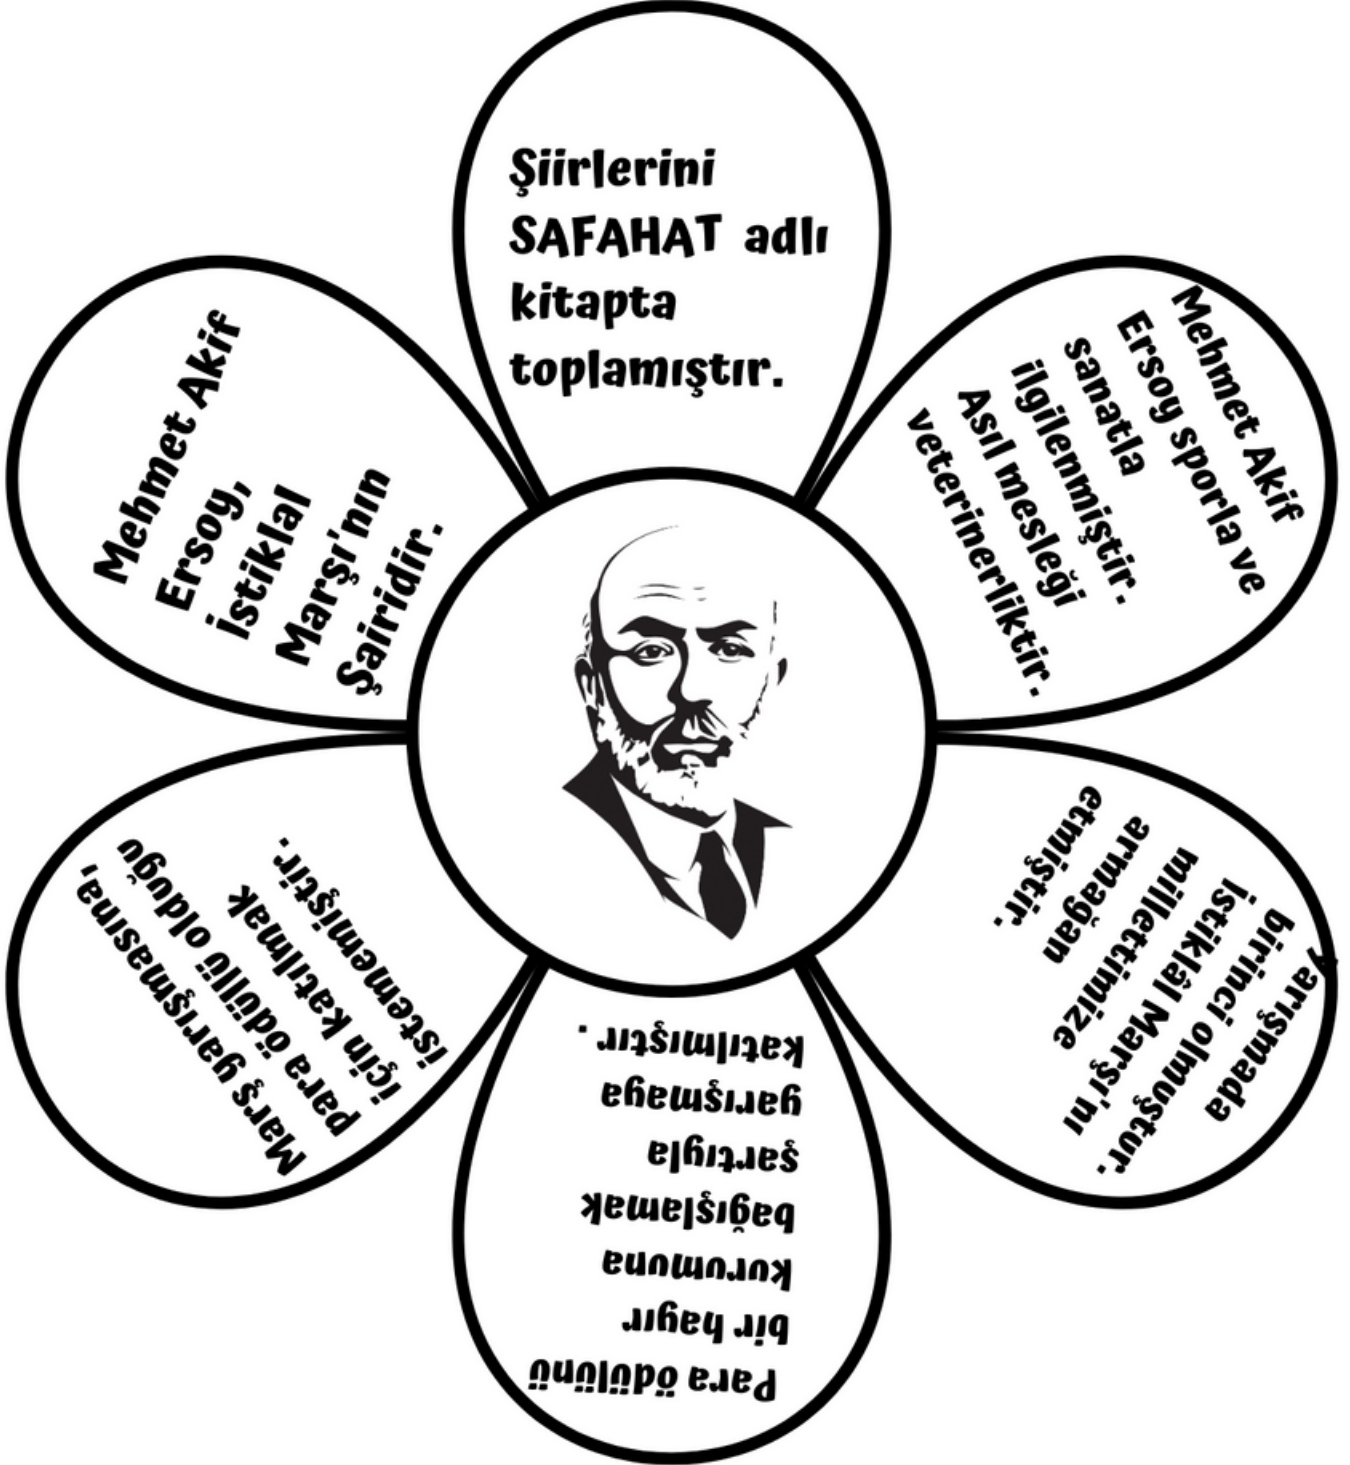 Şiirlerini
SAFAHAT adlı
kitapta
toplamıştır.
Mehmet Akif
Ersoy sporla ve
sanatla
ilgilenmiştir.
Asıl mesleği
veterinerliktir.
Yarışmada
birinci olmuştur.
İstiklâl Marşı'nı
millettimize
armağan
etmiştir.
Para ödülünü
bir hayır
kurumuna
bağışlamak
şartıyla
yarışmaya
katılmıştır.
Marş yarışmasına,
para ödüllü olduğu
için katılmak
istememiştir.
Mehmet Akif
Ersoy,
İstiklal
Marşı'nın
Şairidir.